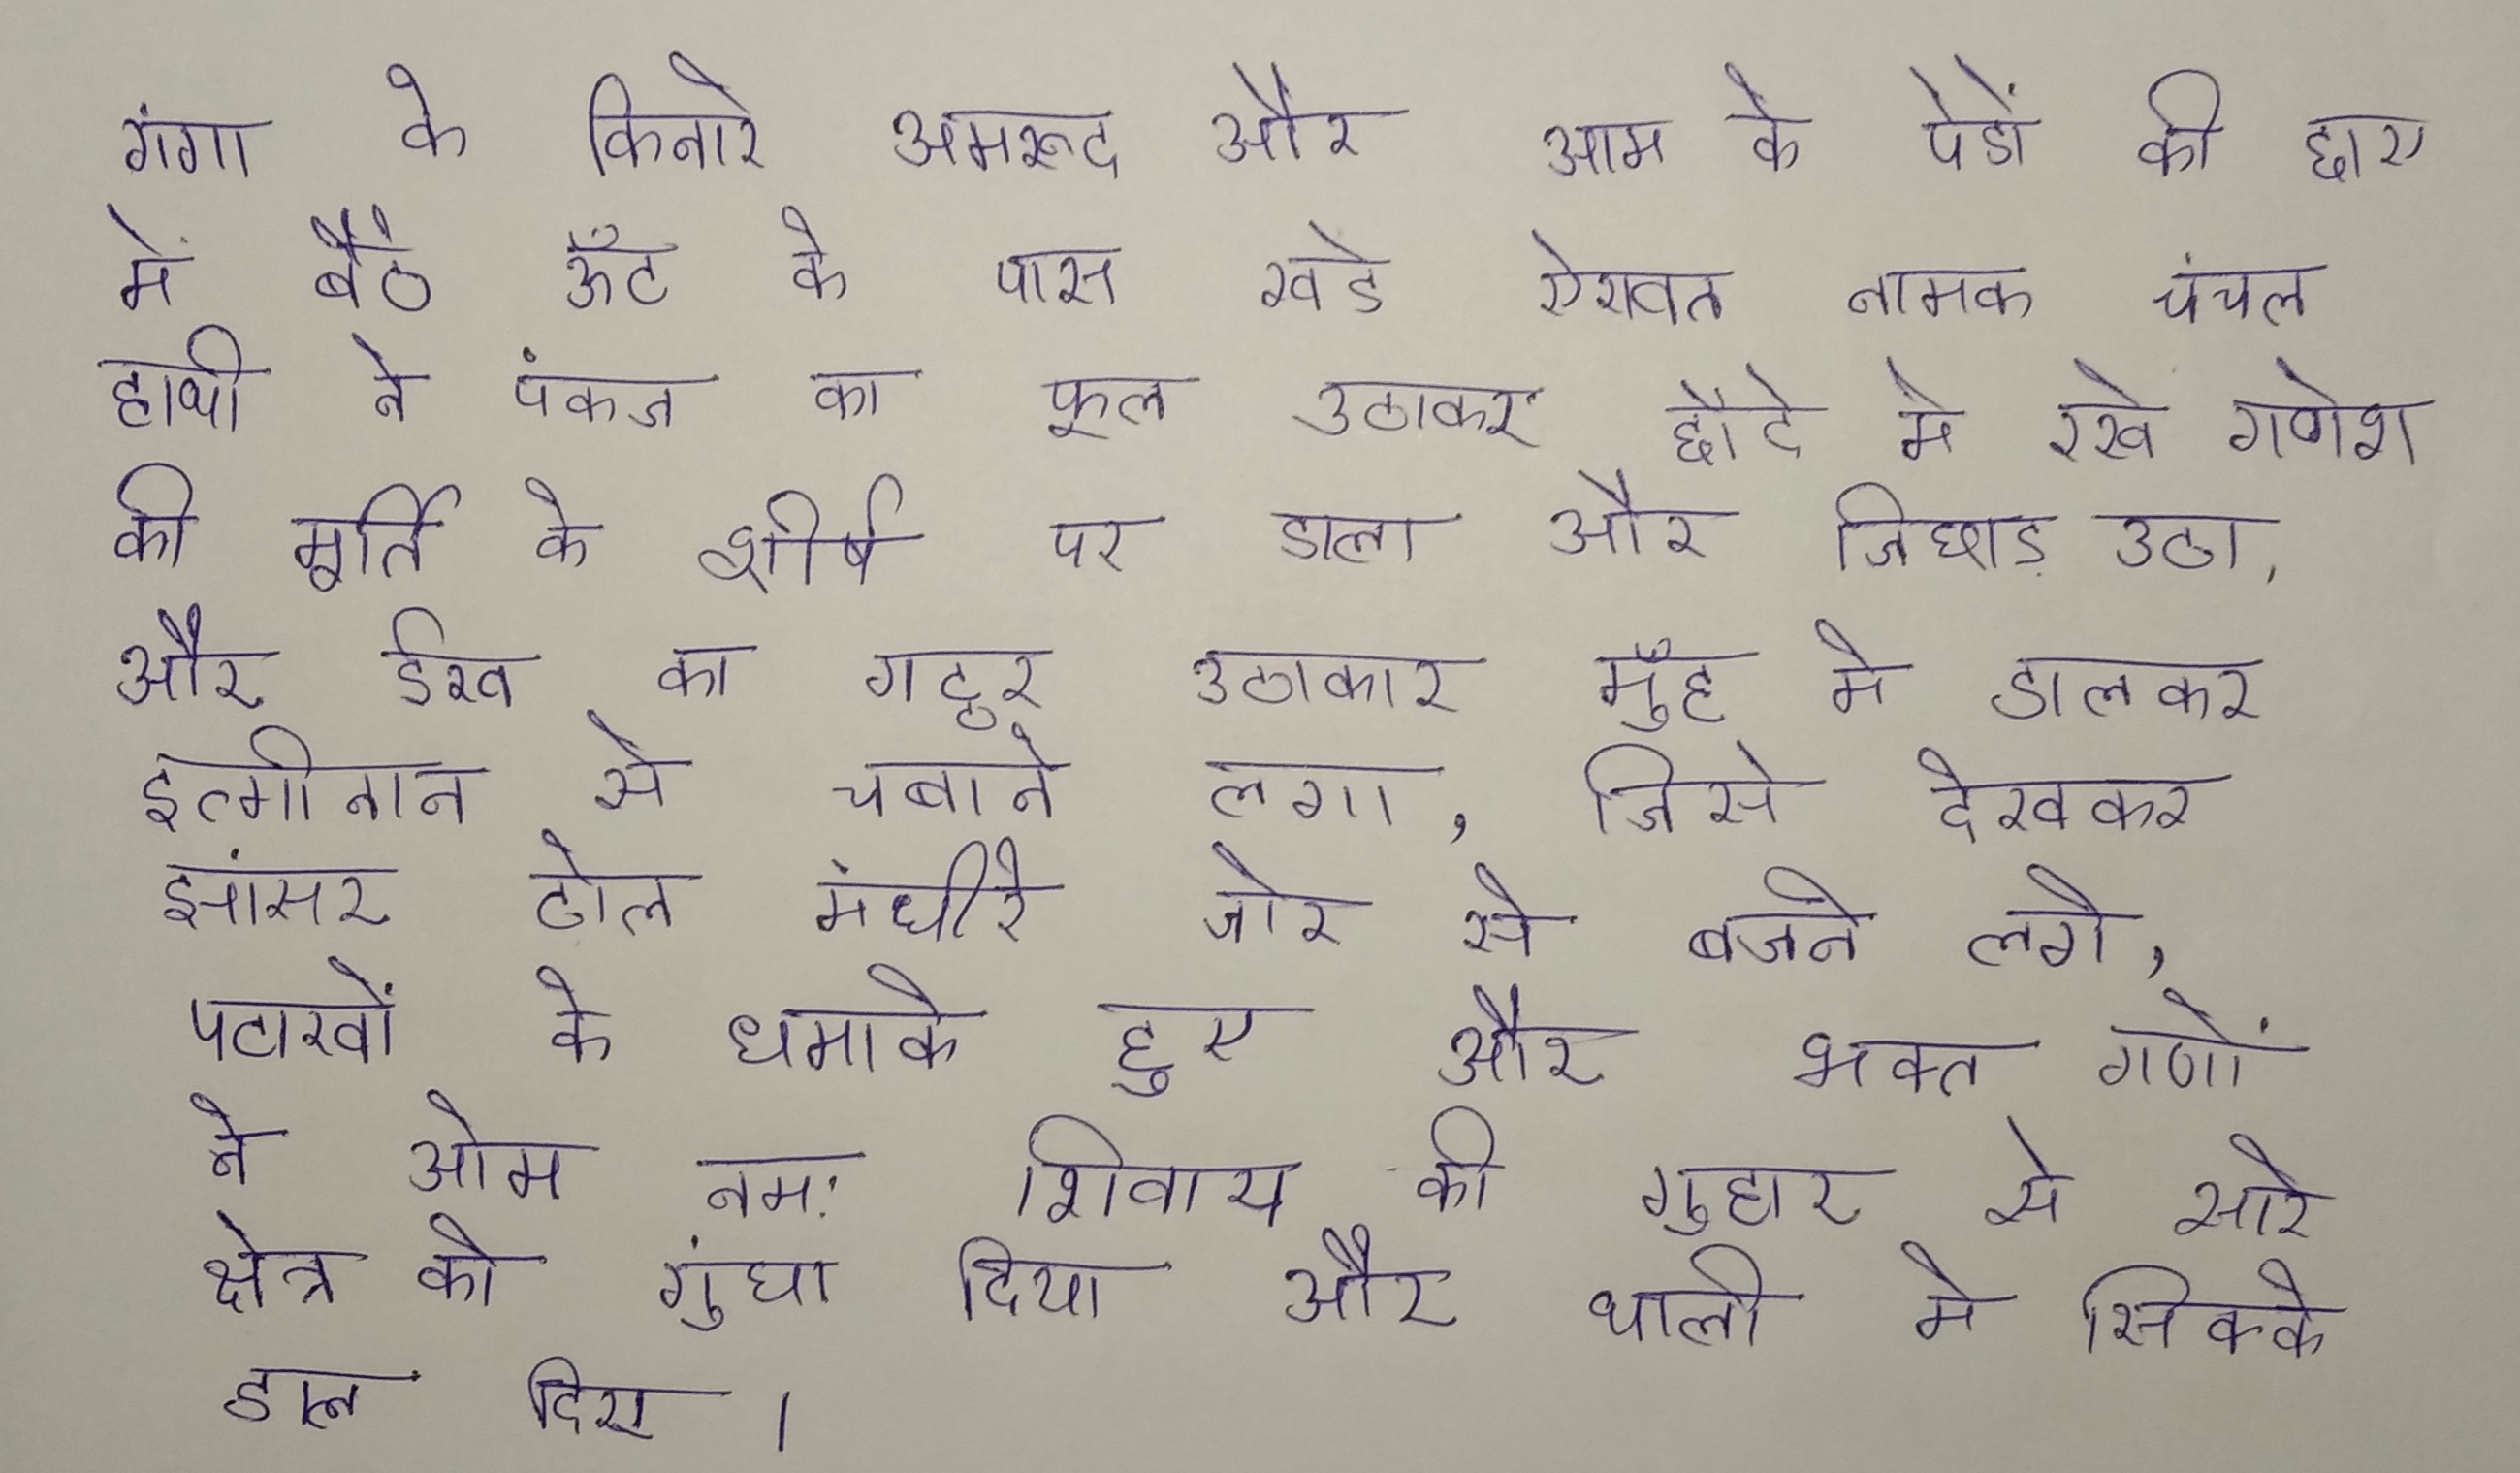 गंगा के किनारे अमरूद और आम के पेडों की छाए
में बैठे ऊँट के पास खडे ऐरावत नामक चंचल
हाथी ने पंकज का फूल उठाकर छौदे मे रखे गणेश
की मूर्ति के शीर्ष पर डाला और जिघाड़ उठा,
और ईख का गट्ठर उठाकार मुँह मे डालकर
इत्मीनान से चबाने लगा, जिसे देखकर
झांसर ढोल मंघीरे जोर से बजने लगे,
पटाखों के धमाके हुए और भक्त गणों
ने ओम नमः शिवाय की गुहार से सारे
क्षेत्र को गुंघा दिया और थाली मे सिक्के
डाल दिए ।